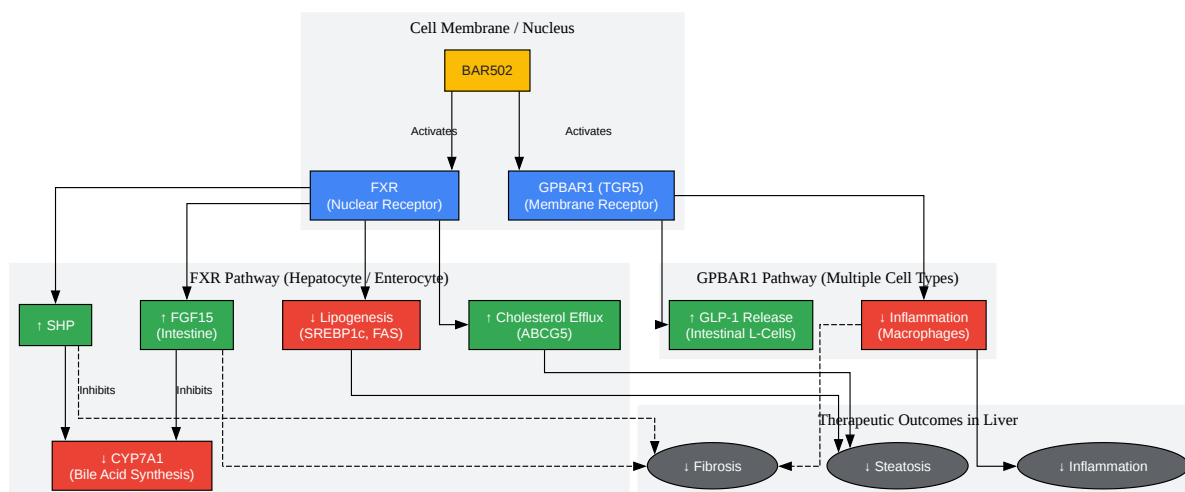 Cell Membrane / Nucleus
BAR502
Activates
Activates
FXR
(Nuclear Receptor)
GPBAR1 (TGR5)
(Membrane Receptor)
FXR Pathway (Hepatocyte / Enterocyte)
GPBAR1 Pathway (Multiple Cell Types)
↑ SHP
↑ FGF15
(Intestine)
↓ Lipogenesis
(SREBP1c, FAS)
↑ Cholesterol Efflux
(ABCG5)
↑ GLP-1 Release
(Intestinal L-Cells)
↓ Inflammation
(Macrophages)
Inhibits
Inhibits
Therapeutic Outcomes in Liver
↓ CYP7A1
(Bile Acid Synthesis)
↓ Fibrosis
↓ Steatosis
↓ Inflammation